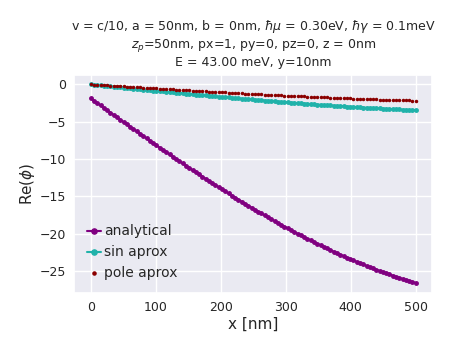 v = c/10, a = 50nm, b = 0nm, ℏμ = 0.30eV, ℏγ = 0.1meV
z_p=50nm, px=1, py=0, pz=0, z = 0nm
E = 43.00 meV, y=10nm
Re(ϕ)
0
−5
−10
−15
−20
−25
analytical
sin aprox
pole aprox
0 100 200 300 400 500
x [nm]